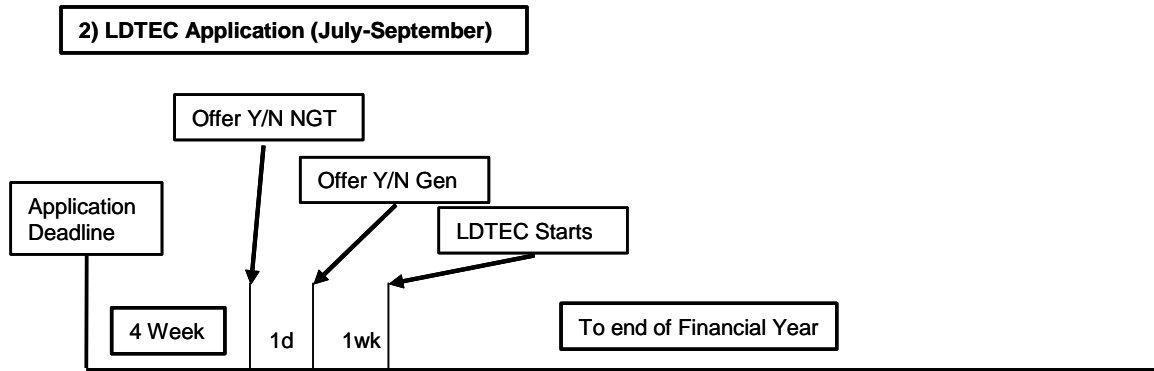 2) LDTEC Application (July-September)
Offer Y/N NGT
Offer Y/N Gen
Application
Deadline
LDTEC Starts
4 Week
1d
1wk
To end of Financial Year